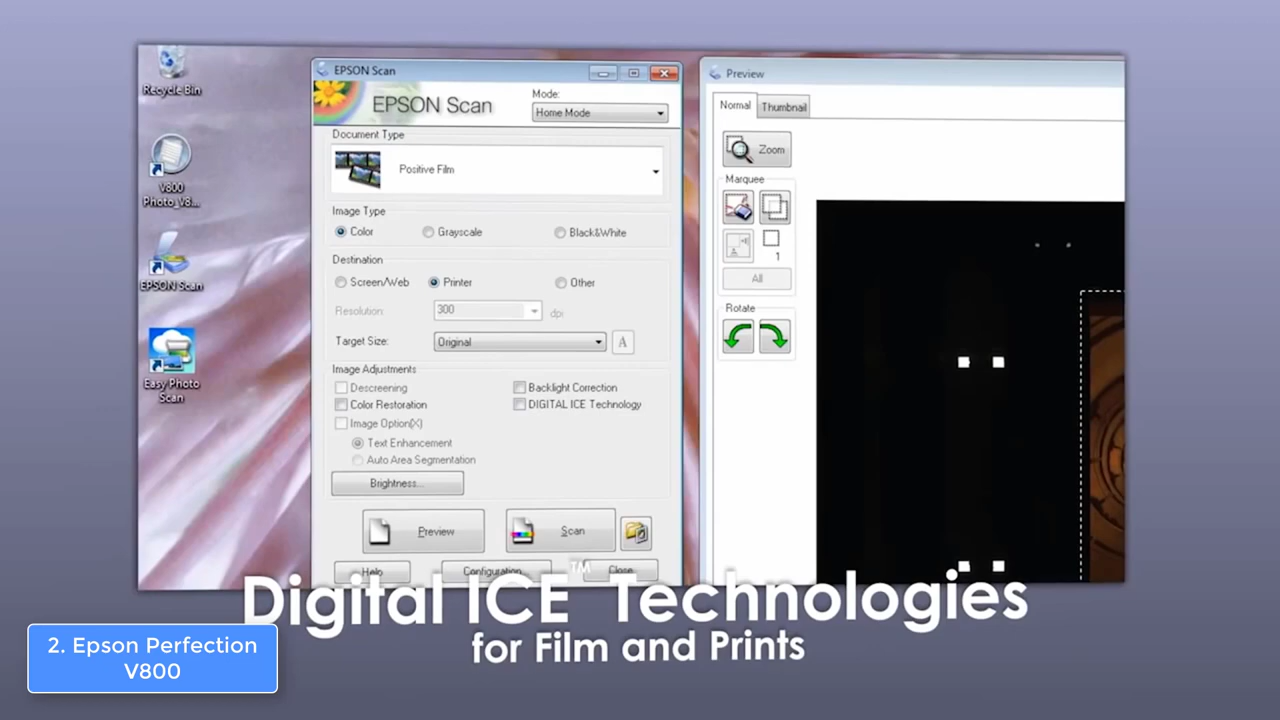 Recycle Bin
V800
Photo_V8...
EPSON Scan
Easy Photo
Scan
EPSON Scan
EPSON Scan
Mode:
Home Mode
Document Type
Positive Film
Image Type
Color
Grayscale
Black&White
Destination
Screen/Web
Printer
Other
Resolution:
300
dpi
Target Size:
Original
A
Image Adjustments
Descreening
Backlight Correction
Color Restoration
DIGITAL ICE Technology
Image Option(X)
Text Enhancement
Auto Area Segmentation
Brightness...
Preview
Scan
Help
Configuration...
Close
Preview
Normal
Thumbnail
Zoom
Marquee
1
All
Rotate
Digital ICE™ Technologies
for Film and Prints
2. Epson Perfection
V800